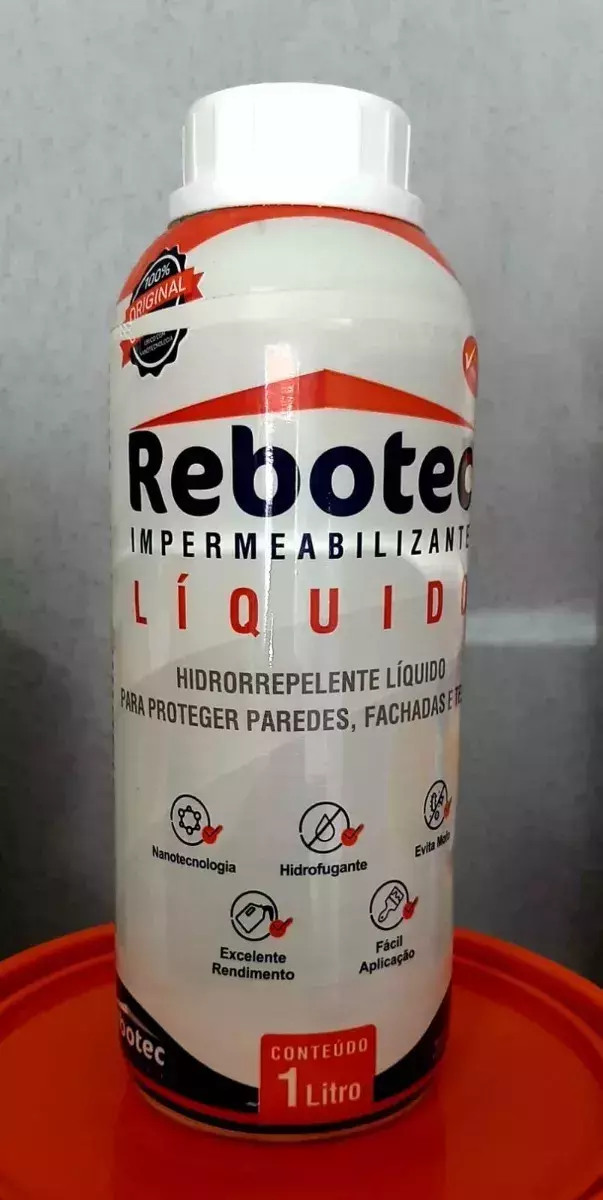 100%
ORIGINAL
Rebotec
IMPERMEABILIZANTE
LÍQUIDO
HIDRORREPELENTE LÍQUIDO
PARA PROTEGER PAREDES, FACHADAS E
Nanotecnologia
Hidrofugante
Evita Mofo
Excelente
Rendimento
Fácil
Aplicação
botec
CONTEÚDO
1 Litro